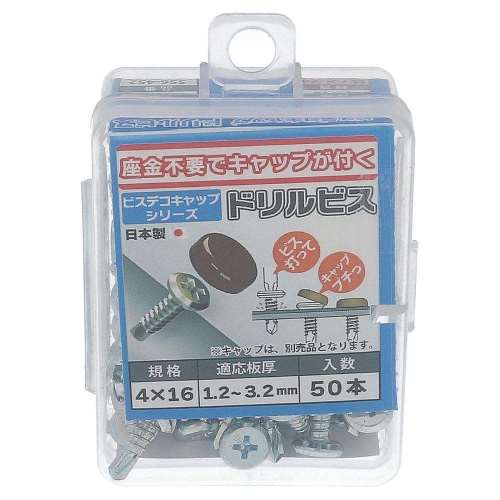 座金不要でキャップが付く
ビスデコキャップ
シリーズ
ドリルビス
日本製
ビス
打って
キャップ
プチっ
※キャップは、別売品となります。
規格 適応板厚 入数
4×16 1.2～3.2mm 50本